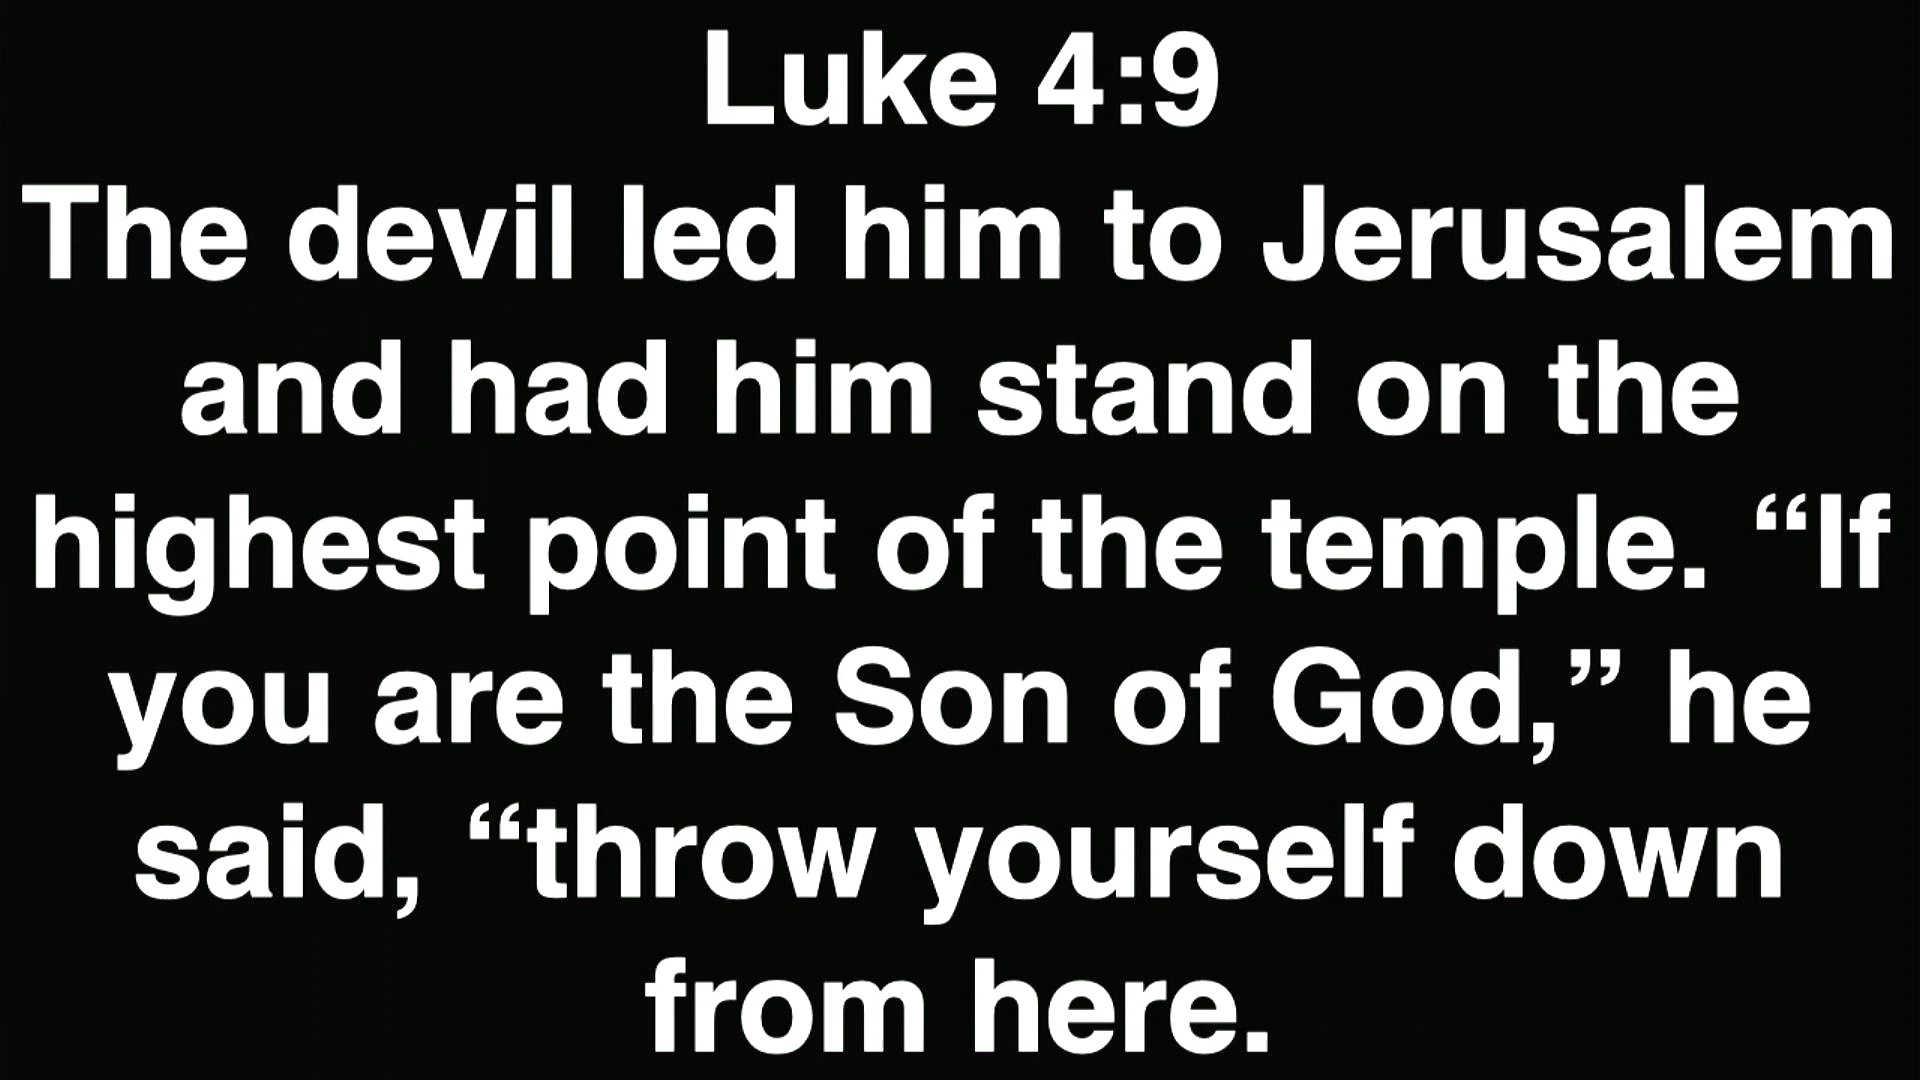 Luke 4:9
The devil led him to Jerusalem
and had him stand on the
highest point of the temple. “If
you are the Son of God,” he
said, “throw yourself down
from here.